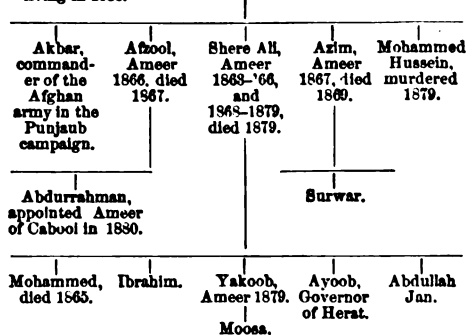 Akbar,
command-
er of the
Afghan
army in the
Punjaub
campaign.
Afzool,
Ameer
1866, died
1867.
Shere Ali,
Ameer
1863-'66,
and
1868-1879,
died 1879.
Azim,
Ameer
1867, died
1869.
Mohammed
Hussein,
murdered
1879.
Abdurrahman,
appointed Ameer
of Cabool in 1880.
Surwar.
Mohammed,
died 1865.
Ibrahim.
Yakoob,
Ameer 1879.
Ayoob,
Governor
of Herat.
Abdullah
Jan.
Moosa.